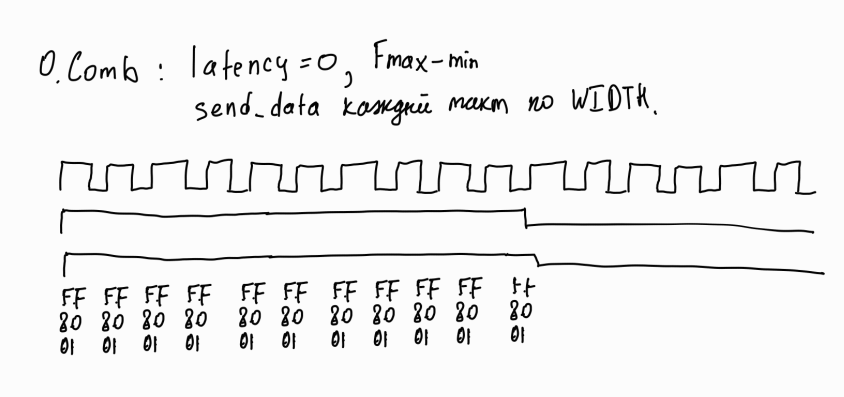 0. Comb : latency = 0, Fmax-min
send_data каждый такт по WIDTH.
FF FF FF FF FF FF FF FF FF FF FF
80 80 80 80 80 80 80 80 80 80 80
01 01 01 01 01 01 01 01 01 01 01